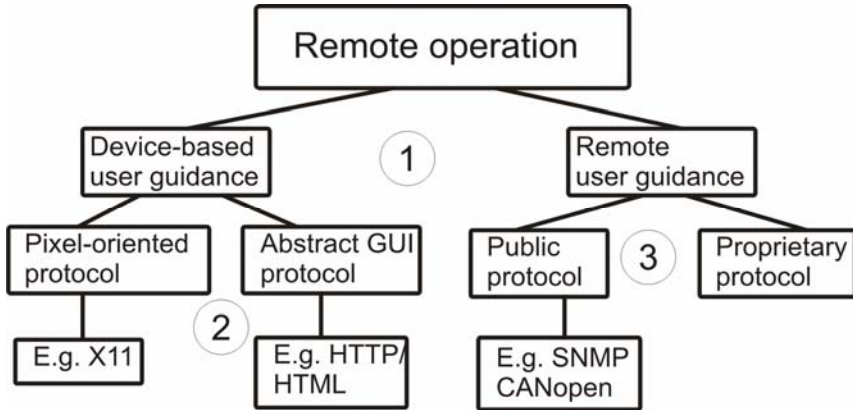 Remote operation
Device-based
user guidance
1
Remote
user guidance
Pixel-oriented
protocol
Abstract GUI
protocol
Public
protocol
3
Proprietary
protocol
2
E.g. X11
E.g. HTTP/
HTML
E.g. SNMP
CANopen